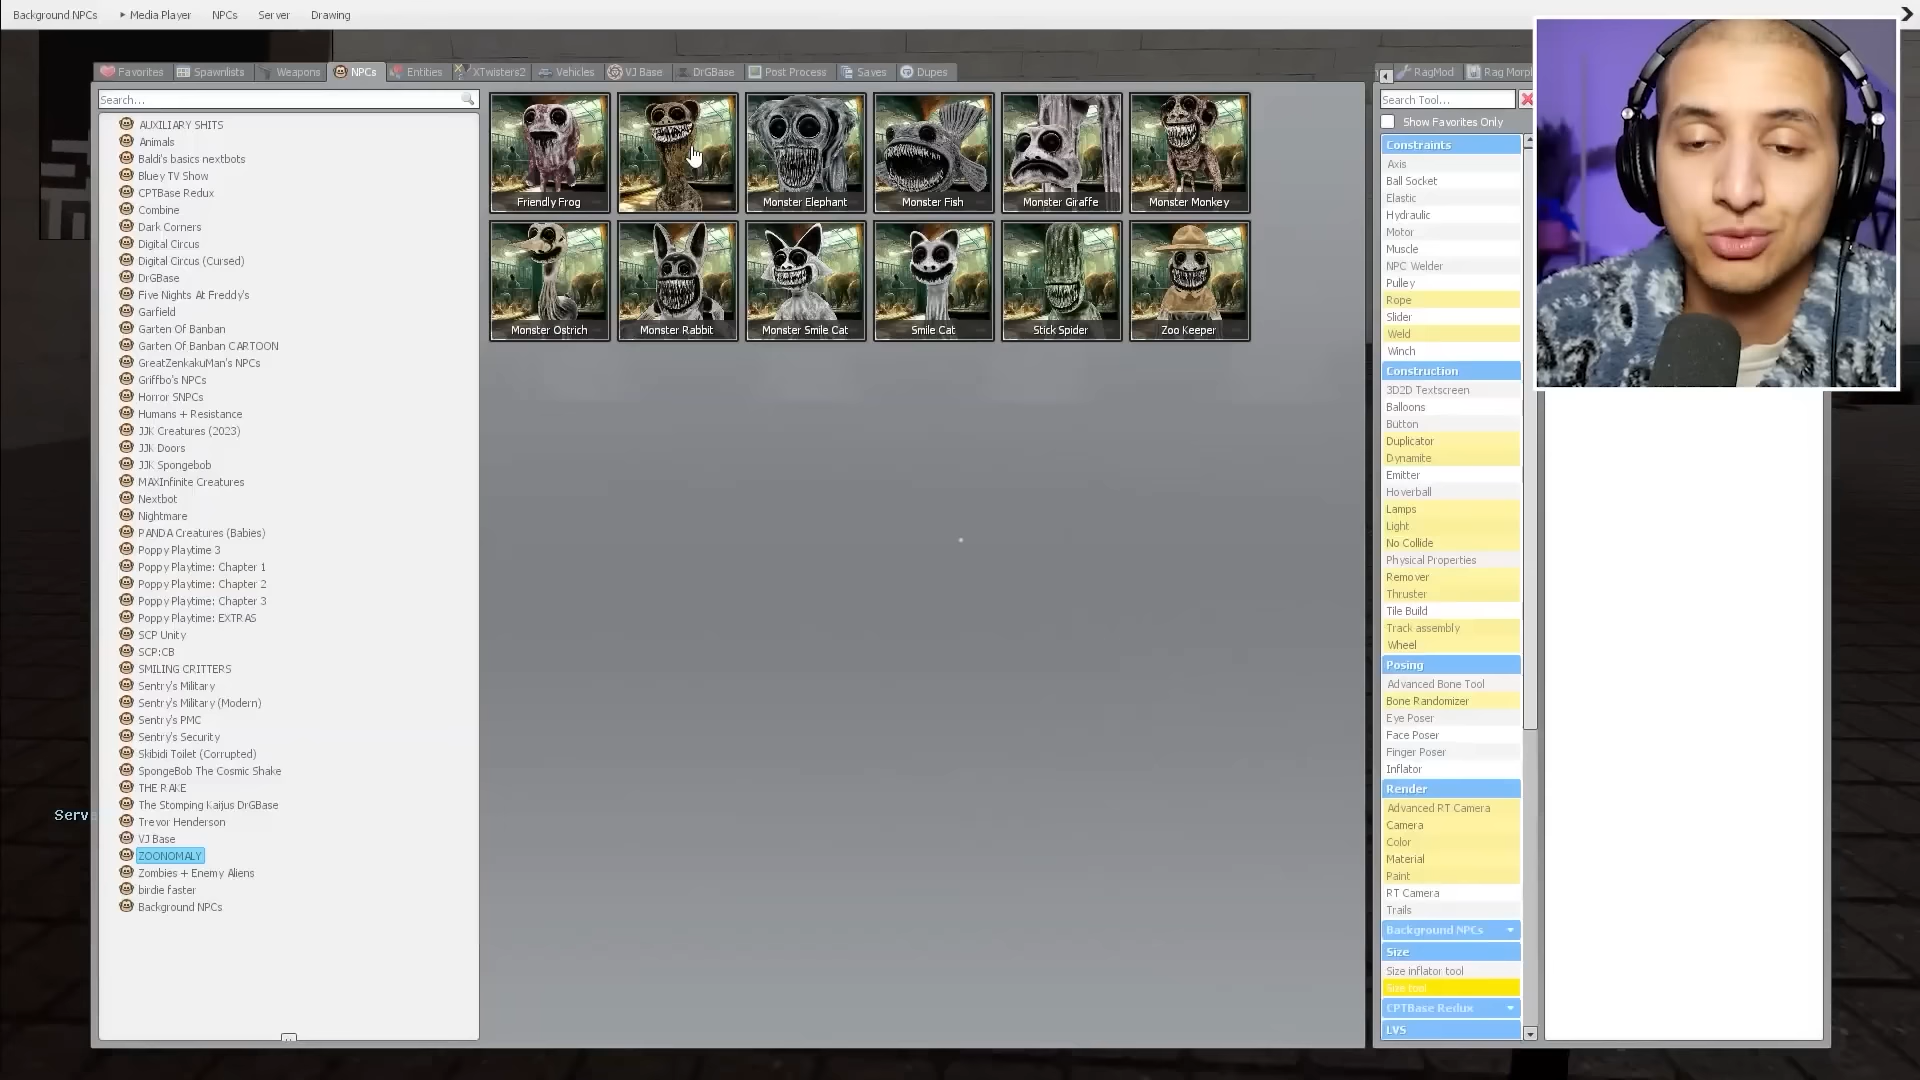 Background NPCs
Media Player
NPCs
Server
Drawing
Favorites
Spawnlists
Weapons
NPCs
Entities
XTwisters2
Vehicles
VJ Base
DrGBase
Post Process
Saves
Dupes
RagMod
Rag Morph
Search...
AUXILIARY SHITS
Animals
Baldi's basics nextbots
Bluey TV Show
CPTBase Redux
Combine
Dark Corners
Digital Circus
Digital Circus (Cursed)
DrGBase
Five Nights At Freddy's
Garfield
Garten Of Banban
Garten Of Banban CARTOON
GreatZenkakuMan's NPCs
Griffbo's NPCs
Horror SNPCs
Humans + Resistance
JJK Creatures (2023)
JJK Doors
JJK Spongebob
MAXInfinite Creatures
Nextbot
Nightmare
PANDA Creatures (Babies)
Poppy Playtime 3
Poppy Playtime: Chapter 1
Poppy Playtime: Chapter 2
Poppy Playtime: Chapter 3
Poppy Playtime: EXTRAS
SCP Unity
SCP:CB
SMILING CRITTERS
Sentry's Military
Sentry's Military (Modern)
Sentry's PMC
Sentry's Security
Skibidi Toilet (Corrupted)
SpongeBob The Cosmic Shake
THE RAKE
The Stomping Kaijus DrGBase
Trevor Henderson
VJ Base
ZOONOMALY
Zombies + Enemy Aliens
birdie faster
Background NPCs
Serv
Friendly Frog
Monster Elephant
Monster Fish
Monster Giraffe
Monster Monkey
Monster Ostrich
Monster Rabbit
Monster Smile Cat
Smile Cat
Stick Spider
Zoo Keeper
Search Tool...
Show Favorites Only
Constraints
Axis
Ball Socket
Elastic
Hydraulic
Motor
Muscle
NPC Welder
Pulley
Rope
Slider
Weld
Winch
Construction
3D2D Textscreen
Balloons
Button
Duplicator
Dynamite
Emitter
Hoverball
Lamps
Light
No Collide
Physical Properties
Remover
Thruster
Tile Build
Track assembly
Wheel
Posing
Advanced Bone Tool
Bone Randomizer
Eye Poser
Face Poser
Finger Poser
Inflator
Render
Advanced RT Camera
Camera
Color
Material
Paint
RT Camera
Trails
Background NPCs
Size
Size inflator tool
Size tool
CPTBase Redux
LVS